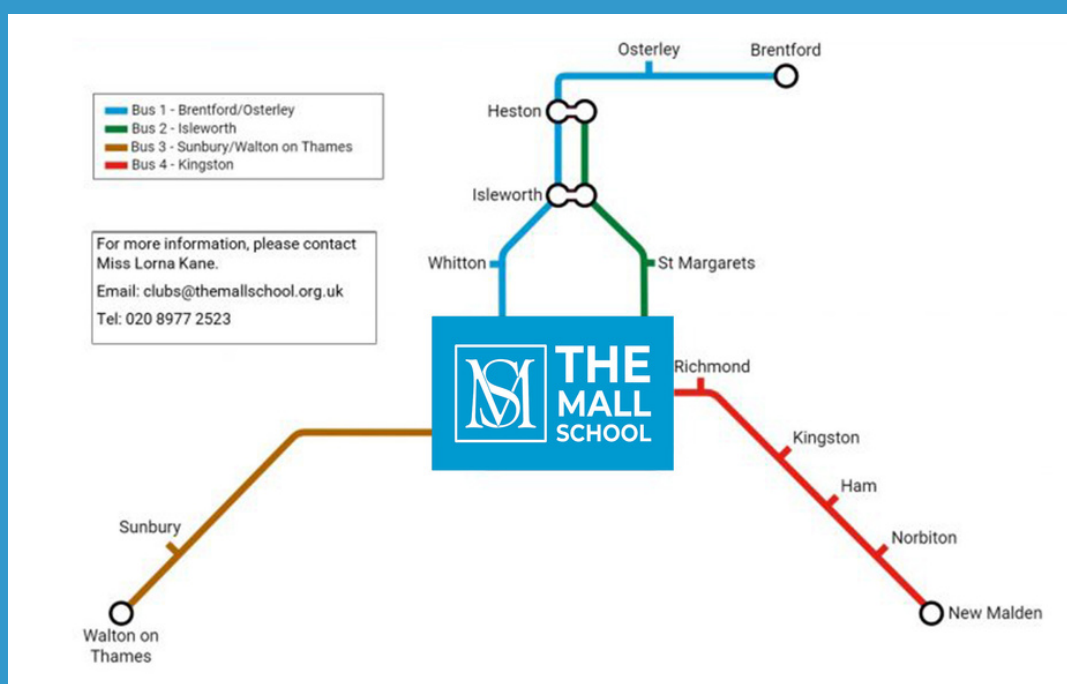 Osterley
Brentford
Bus 1 - Brentford/Osterley
Bus 2 - Isleworth
Bus 3 - Sunbury/Walton on Thames
Bus 4 - Kingston
Heston
Isleworth
For more information, please contact
Miss Lorna Kane.
Email: clubs@themallschool.org.uk
Tel: 020 8977 2523
Whitton
St Margarets
MS
THE
MALL
SCHOOL
Richmond
Kingston
Ham
Norbiton
New Malden
Sunbury
Walton on
Thames